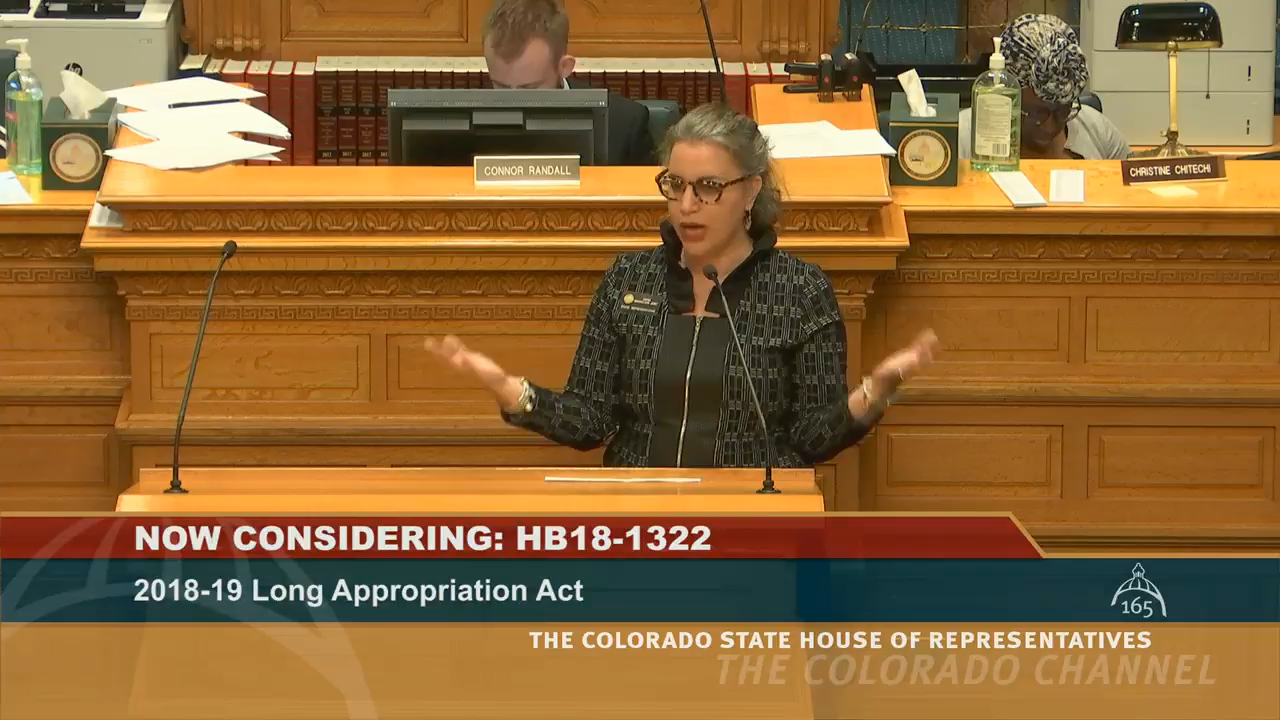 CONNOR RANDALL
CHRISTINE CHITECHI
NOW CONSIDERING: HB18-1322
2018-19 Long Appropriation Act
165
THE COLORADO STATE HOUSE OF REPRESENTATIVES
THE COLORADO CHANNEL